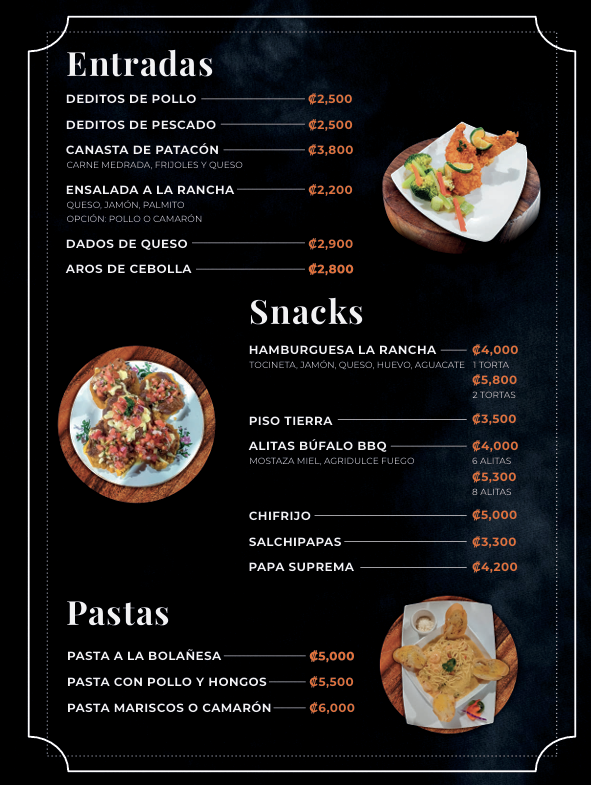 Entradas
DEDITOS DE POLLO ₡2,500
DEDITOS DE PESCADO ₡2,500
CANASTA DE PATACÓN ₡3,800
CARNE MEDRADA, FRIJOLES Y QUESO
ENSALADA A LA RANCHA ₡2,200
QUESO, JAMÓN, PALMITO
OPCIÓN: POLLO O CAMARÓN
DADOS DE QUESO ₡2,900
AROS DE CEBOLLA ₡2,800
Snacks
HAMBURGUESA LA RANCHA ₡4,000
TOCINETA, JAMÓN, QUESO, HUEVO, AGUACATE 1 TORTA
₡5,800
2 TORTAS
PISO TIERRA ₡3,500
ALITAS BÚFALO BBQ ₡4,000
MOSTAZA MIEL, AGRIDULCE FUEGO 6 ALITAS
₡5,300
8 ALITAS
CHIFRIJO ₡5,000
SALCHIPAPAS ₡3,300
PAPA SUPREMA ₡4,200
Pastas
PASTA A LA BOLAÑESA ₡5,000
PASTA CON POLLO Y HONGOS ₡5,500
PASTA MARISCOS O CAMARÓN ₡6,000